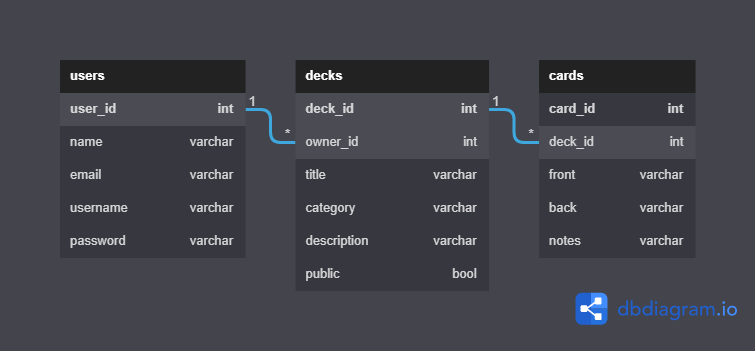 users
user_id int
name varchar
email varchar
username varchar
password varchar
1
*
decks
deck_id int
owner_id int
title varchar
category varchar
description varchar
public bool
1
*
cards
card_id int
deck_id int
front varchar
back varchar
notes varchar
dbdiagram.io